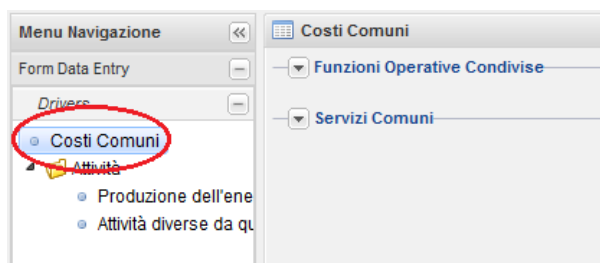 Menu Navigazione
Form Data Entry
Drivers
Costi Comuni
Attività
Produzione dell'ene
Attività diverse da qu
Costi Comuni
Funzioni Operative Condivise
Servizi Comuni